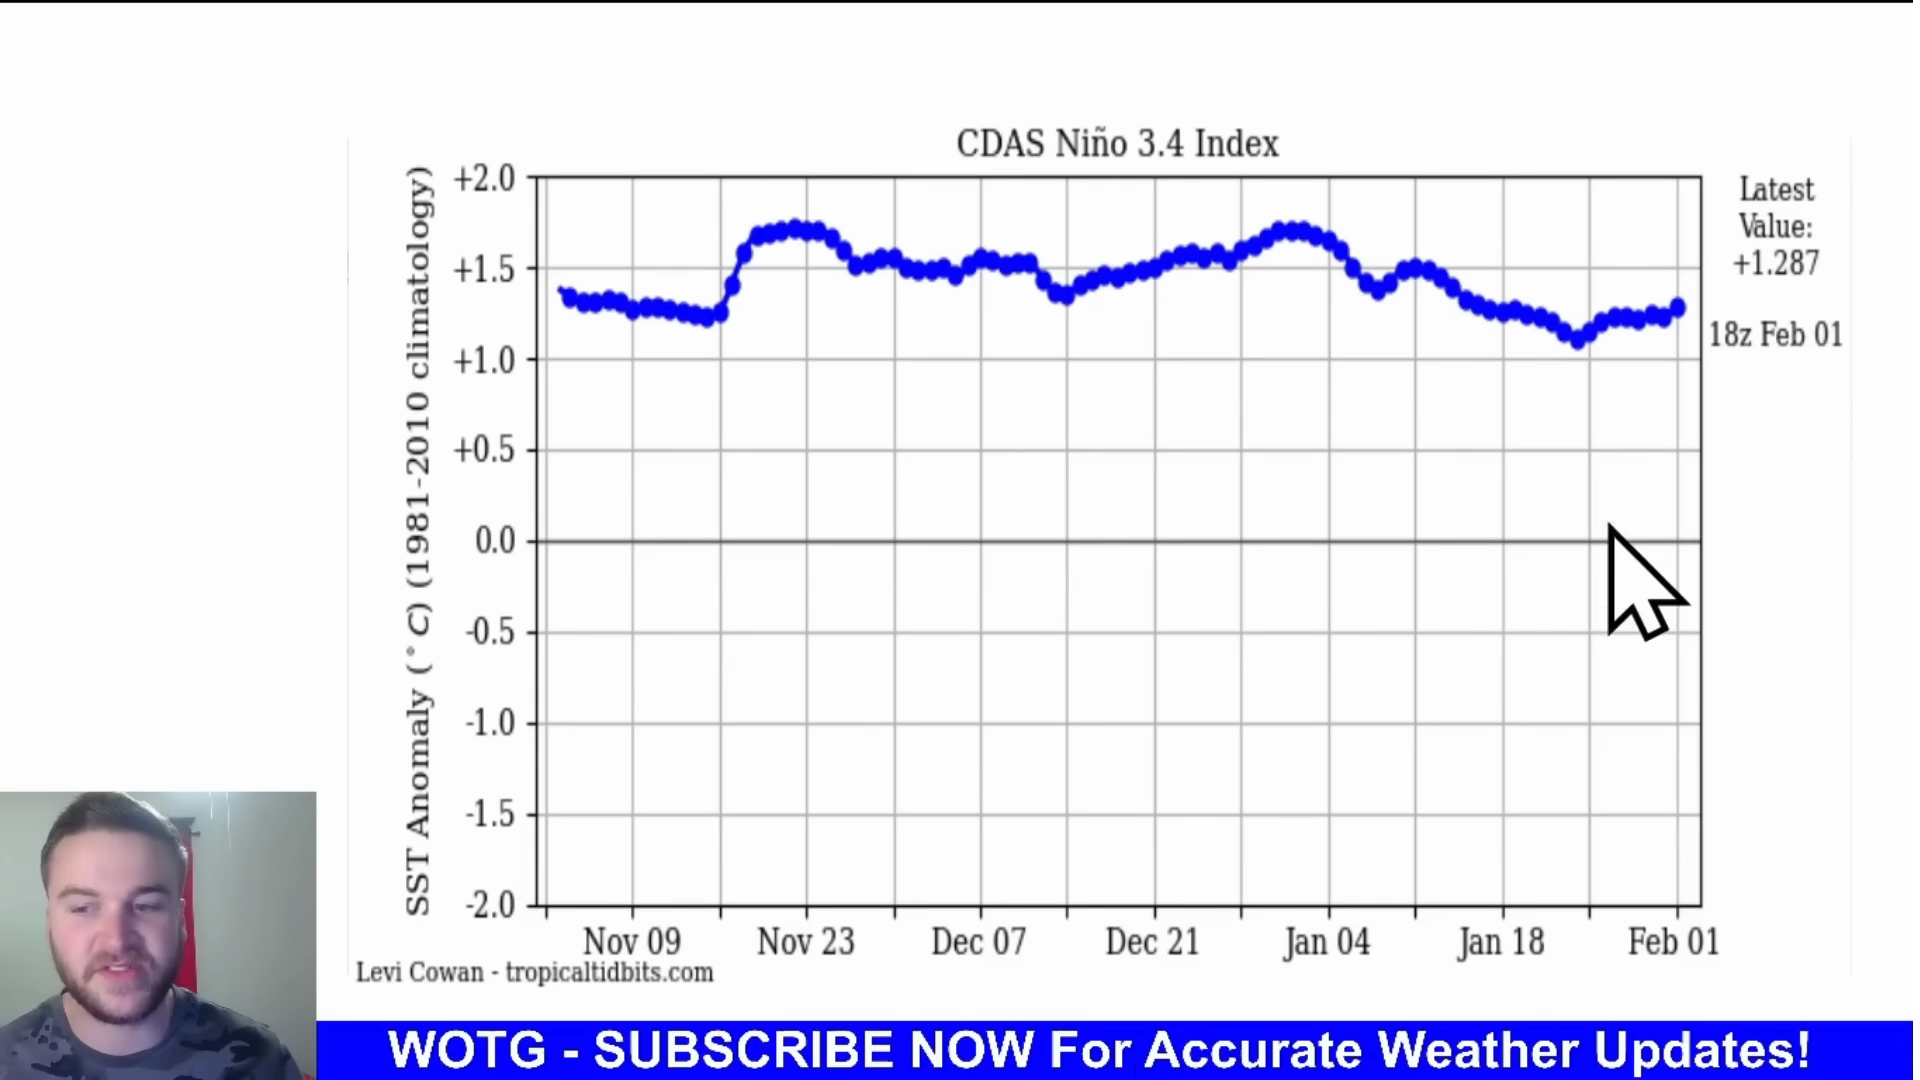 CDAS Niño 3.4 Index
SST Anomaly (°C) (1981-2010 climatology)
+2.0
+1.5
+1.0
+0.5
0.0
-0.5
-1.0
-1.5
-2.0
Latest
Value:
+1.287
18z Feb 01
Nov 09 Nov 23 Dec 07 Dec 21 Jan 04 Jan 18 Feb 01
Levi Cowan - tropicaltidbits.com
WOTG - SUBSCRIBE NOW For Accurate Weather Updates!